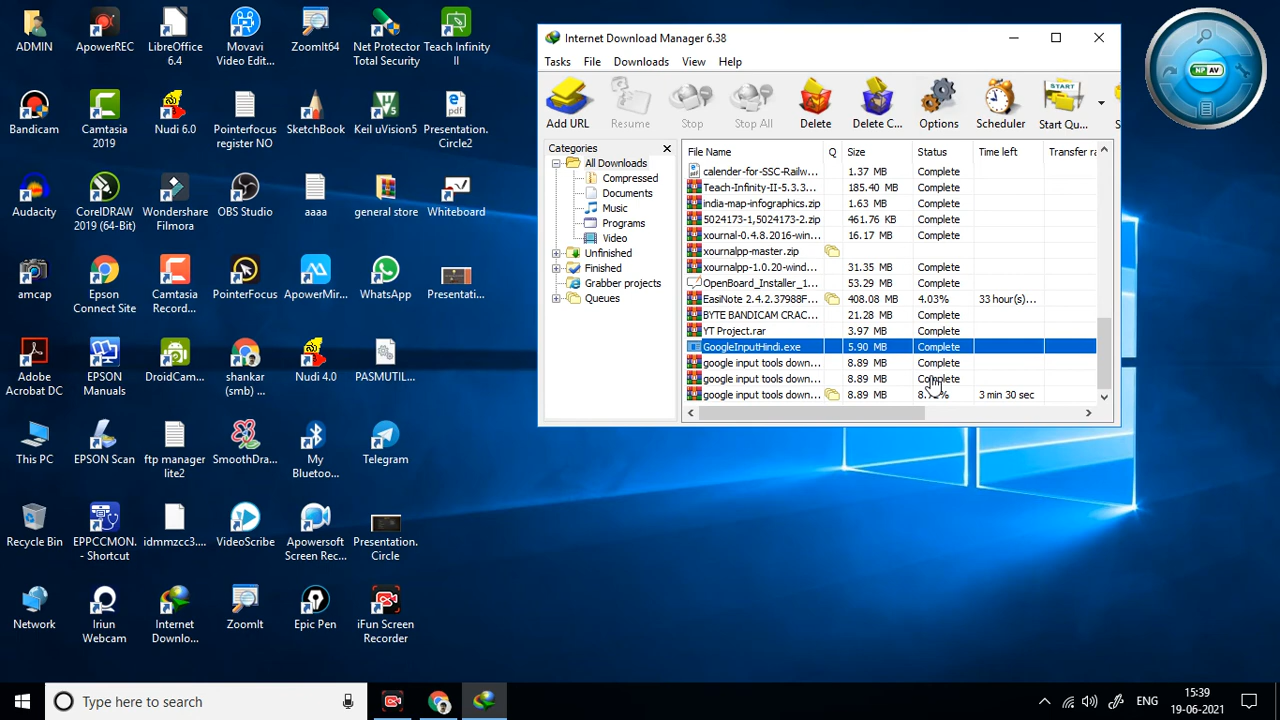 ADMIN
ApowerREC
LibreOffice
6.4
Movavi
Video Edit...
ZoomIt64
Net Protector
Total Security
Teach Infinity
II
Bandicam
Camtasia
2019
Nudi 6.0
Pointerfocus
register NO
SketchBook
Keil uVision5
Presentation.
Circle2
Audacity
CorelDRAW
2019 (64-Bit)
Wondershare
Filmora
OBS Studio
aaaa
general store
Whiteboard
amcap
Epson
Connect Site
Camtasia
Record...
PointerFocus
ApowerMir...
WhatsApp
Presentati...
Adobe
Acrobat DC
EPSON
Manuals
DroidCam...
shankar
(smb) ...
Nudi 4.0
PASMUTIL...
This PC
EPSON Scan
ftp manager
lite2
SmoothDra...
My
Bluetoo...
Telegram
Recycle Bin
EPPCCMON.
- Shortcut
idmmzcc3....
VideoScribe
Apowersoft
Screen Rec...
Presentation.
Circle
Network
Iriun
Webcam
Internet
Downlo...
ZoomIt
Epic Pen
iFun Screen
Recorder
Internet Download Manager 6.38
Tasks File Downloads View Help
Add URL Resume Stop Stop All Delete Delete C... Options Scheduler START Start Qu...
Categories
All Downloads
Compressed
Documents
Music
Programs
Video
Unfinished
Finished
Grabber projects
Queues
File Name Q Size Status Time left Transfer ra
calender-for-SSC-Railw... 1.37 MB Complete
Teach-Infinity-II-5.3.3... 185.40 MB Complete
india-map-infographics.zip 1.63 MB Complete
5024173-1,5024173-2.zip 461.76 KB Complete
xournal-0.4.8.2016-win... 16.17 MB Complete
xournalpp-master.zip
xournalpp-1.0.20-wind... 31.35 MB Complete
OpenBoard_Installer_1... 53.29 MB Complete
EasiNote 2.4.2.37988F... 408.08 MB 4.03% 33 hour(s)...
BYTE BANDICAM CRAC... 21.28 MB Complete
YT Project.rar 3.97 MB Complete
GoogleInputHindi.exe 5.90 MB Complete
google input tools down... 8.89 MB Complete
google input tools down... 8.89 MB Complete
google input tools down... 8.89 MB 3 min 30 sec
NP AV
Type here to search
ENG
15:39
19-06-2021